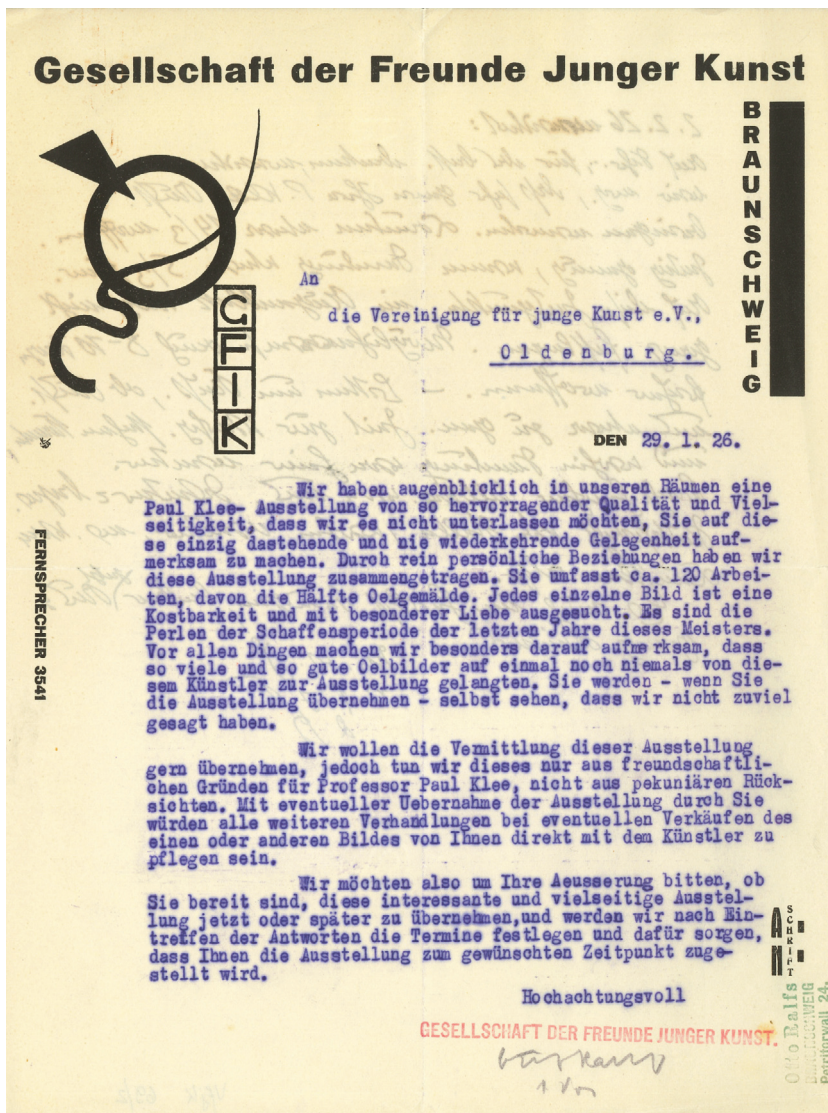 Gesellschaft der Freunde Junger Kunst
BRAUNSCHWEIG
GFJK
An
die Vereinigung für junge Kunst e.V.,
Oldenburg.
DEN 29. 1. 26.
FERNSPRECHER 3541
Wir haben augenblicklich in unseren Räumen eine
Paul Klee- Ausstellung von so hervorragender Qualität und Viel-
seitigkeit, dass wir es nicht unterlassen möchten, Sie auf die-
se einzig dastehende und nie wiederkehrende Gelegenheit auf-
merksam zu machen. Durch rein persönliche Beziehungen haben wir
diese Ausstellung zusammengetragen. Sie umfasst ca. 120 Arbei-
ten, davon die Hälfte Oelgemälde. Jedes einzelne Bild ist eine
Kostbarkeit und mit besonderer Liebe ausgesucht. Es sind die
Perlen der Schaffensperiode der letzten Jahre dieses Meisters.
Vor allen Dingen machen wir besonders darauf aufmerksam, dass
so viele und so gute Oelbilder auf einmal noch niemals von die-
sem Künstler zur Ausstellung gelangten. Sie werden - wenn Sie
die Ausstellung übernehmen - selbst sehen, dass wir nicht zuviel
gesagt haben.
Wir wollen die Vermittlung dieser Ausstellung
gern übernehmen, jedoch tun wir dieses nur aus freundschaftli-
chen Gründen für Professor Paul Klee, nicht aus pekuniären Rück-
sichten. Mit eventueller Uebernahme der Ausstellung durch Sie
würden alle weiteren Verhandlungen bei eventuellen Verkäufen des
einen oder anderen Bildes von Ihnen direkt mit dem Künstler zu
pflegen sein.
Wir möchten also um Ihre Aeusserung bitten, ob
Sie bereit sind, diese interessante und vielseitige Ausstel-
lung jetzt oder später zu übernehmen,und werden wir nach Ein-
treffen der Antworten die Termine festlegen und dafür sorgen,
dass Ihnen die Ausstellung zum gewünschten Zeitpunkt zuge-
stellt wird.
Hochachtungsvoll
GESELLSCHAFT DER FREUNDE JUNGER KUNST.
ANSCHRIFT:
Otto Ralfs
BRAUNSCHWEIG
Petritorwall 24.